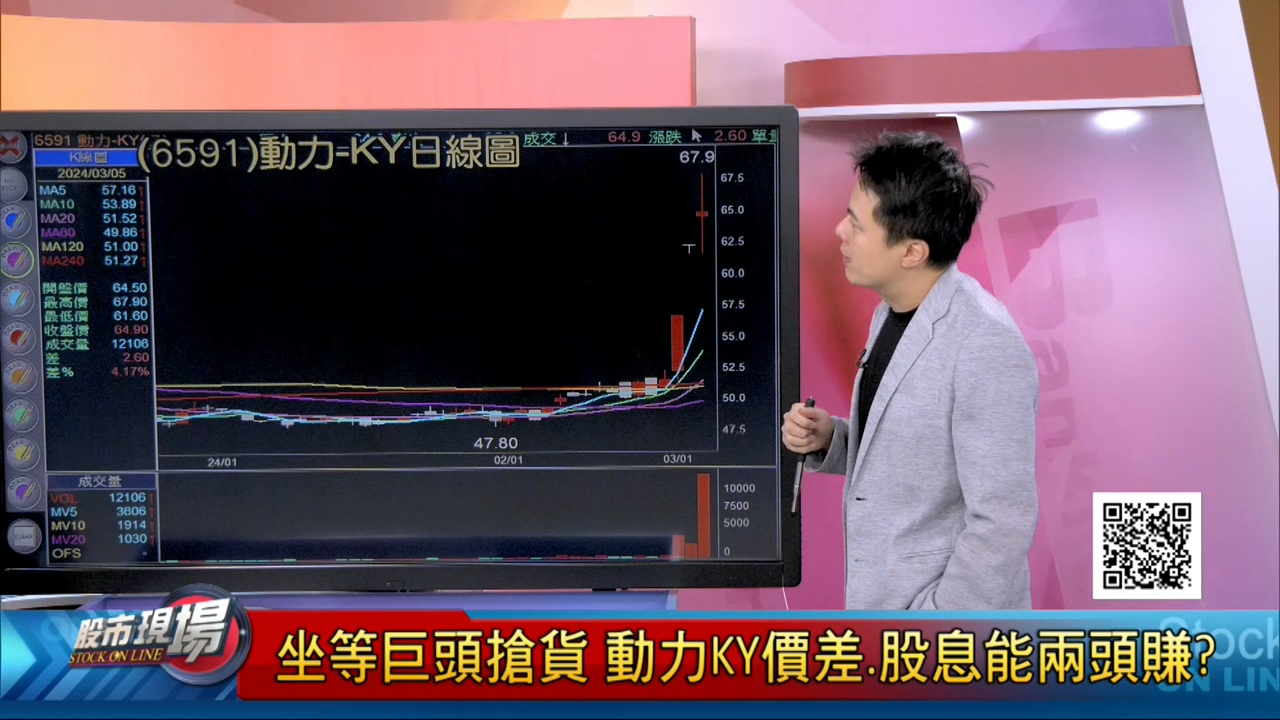 6591 動力-KY
成交↓ 64.9 漲跌 2.60 單量
(6591)動力-KY日線圖
K線圖
2024/03/05
MA5 57.16↑
MA10 53.89↑
MA20 51.52↑
MA60 49.86↑
MA120 51.00↑
MA240 51.27↑
開盤價 64.50
最高價 67.90
最低價 61.60
收盤價 64.90
成交量 12106
差 2.60
差% 4.17%
67.9
67.5
65.0
62.5
60.0
57.5
55.0
52.5
50.0
47.5
47.80
24/01 02/01 03/01
成交量
VOL 12106↑
MV5 3606↑
MV10 1914↑
MV20 1030↑
OFS -
10000
7500
5000
0
股市現場
STOCK ON LINE
坐等巨頭搶貨 動力KY價差.股息能兩頭賺?
Stock
ON LIN